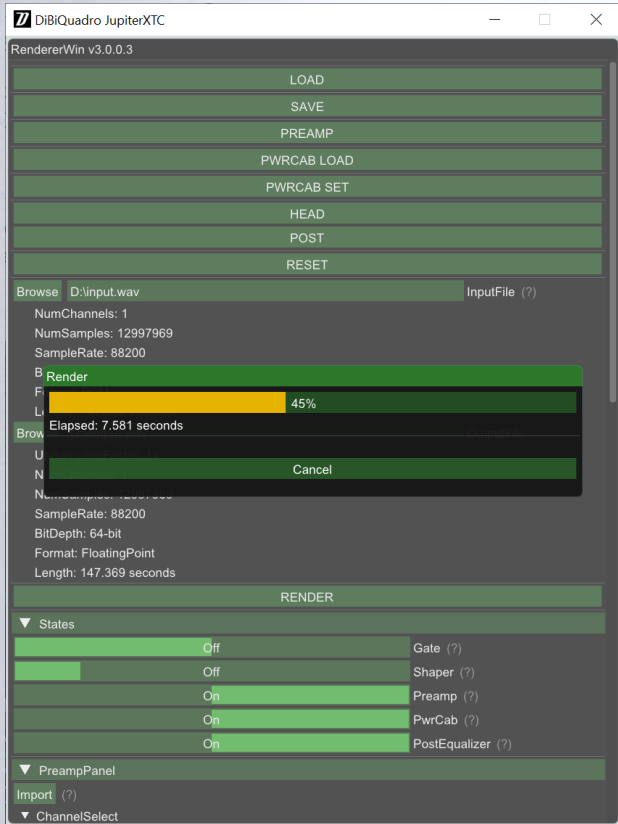 DiBiQuadro JupiterXTC
RendererWin v3.0.0.3
LOAD
SAVE
PREAMP
PWRCAB LOAD
PWRCAB SET
HEAD
POST
RESET
Browse D:\input.wav InputFile (?)
NumChannels: 1
NumSamples: 12997969
SampleRate: 88200
Render
45%
Elapsed: 7.581 seconds
Cancel
SampleRate: 88200
BitDepth: 64-bit
Format: FloatingPoint
Length: 147.369 seconds
RENDER
States
Off Gate (?)
Off Shaper (?)
On Preamp (?)
On PwrCab (?)
On PostEqualizer (?)
PreampPanel
Import (?)
ChannelSelect